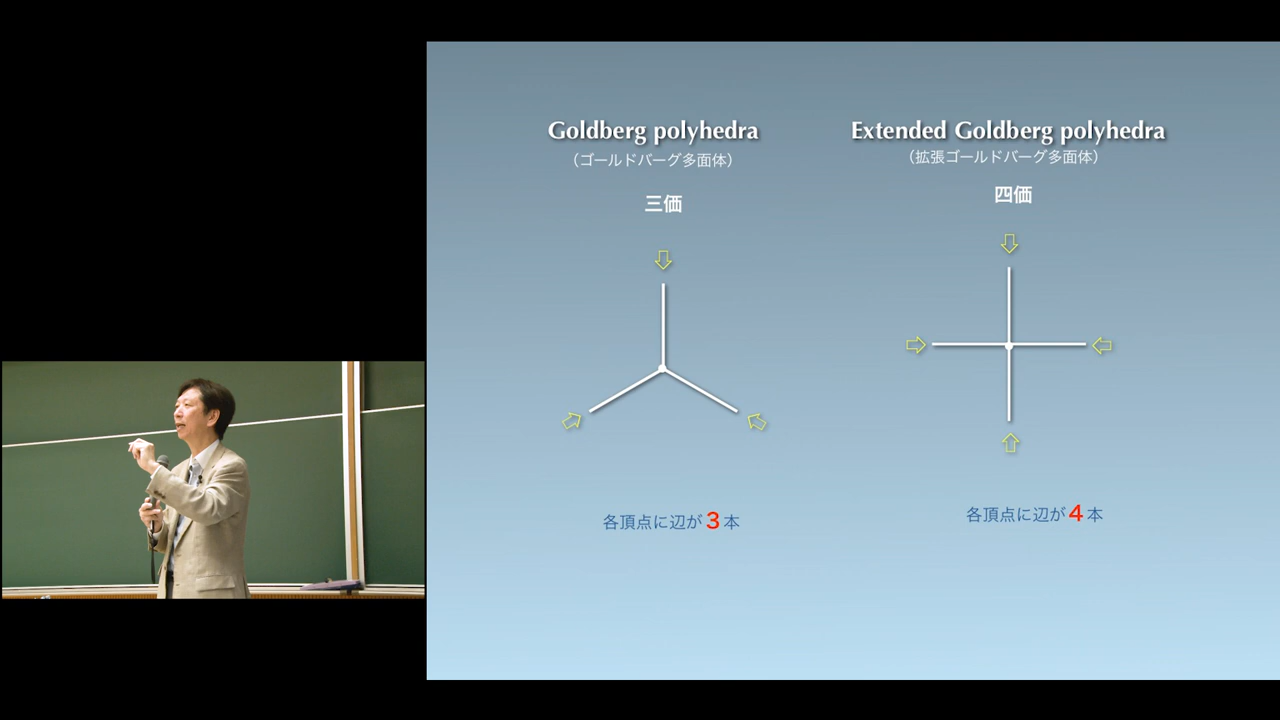 Goldberg polyhedra
（ゴールドバーグ多面体）
三価
各頂点に辺が3本
Extended Goldberg polyhedra
（拡張ゴールドバーグ多面体）
四価
各頂点に辺が4本